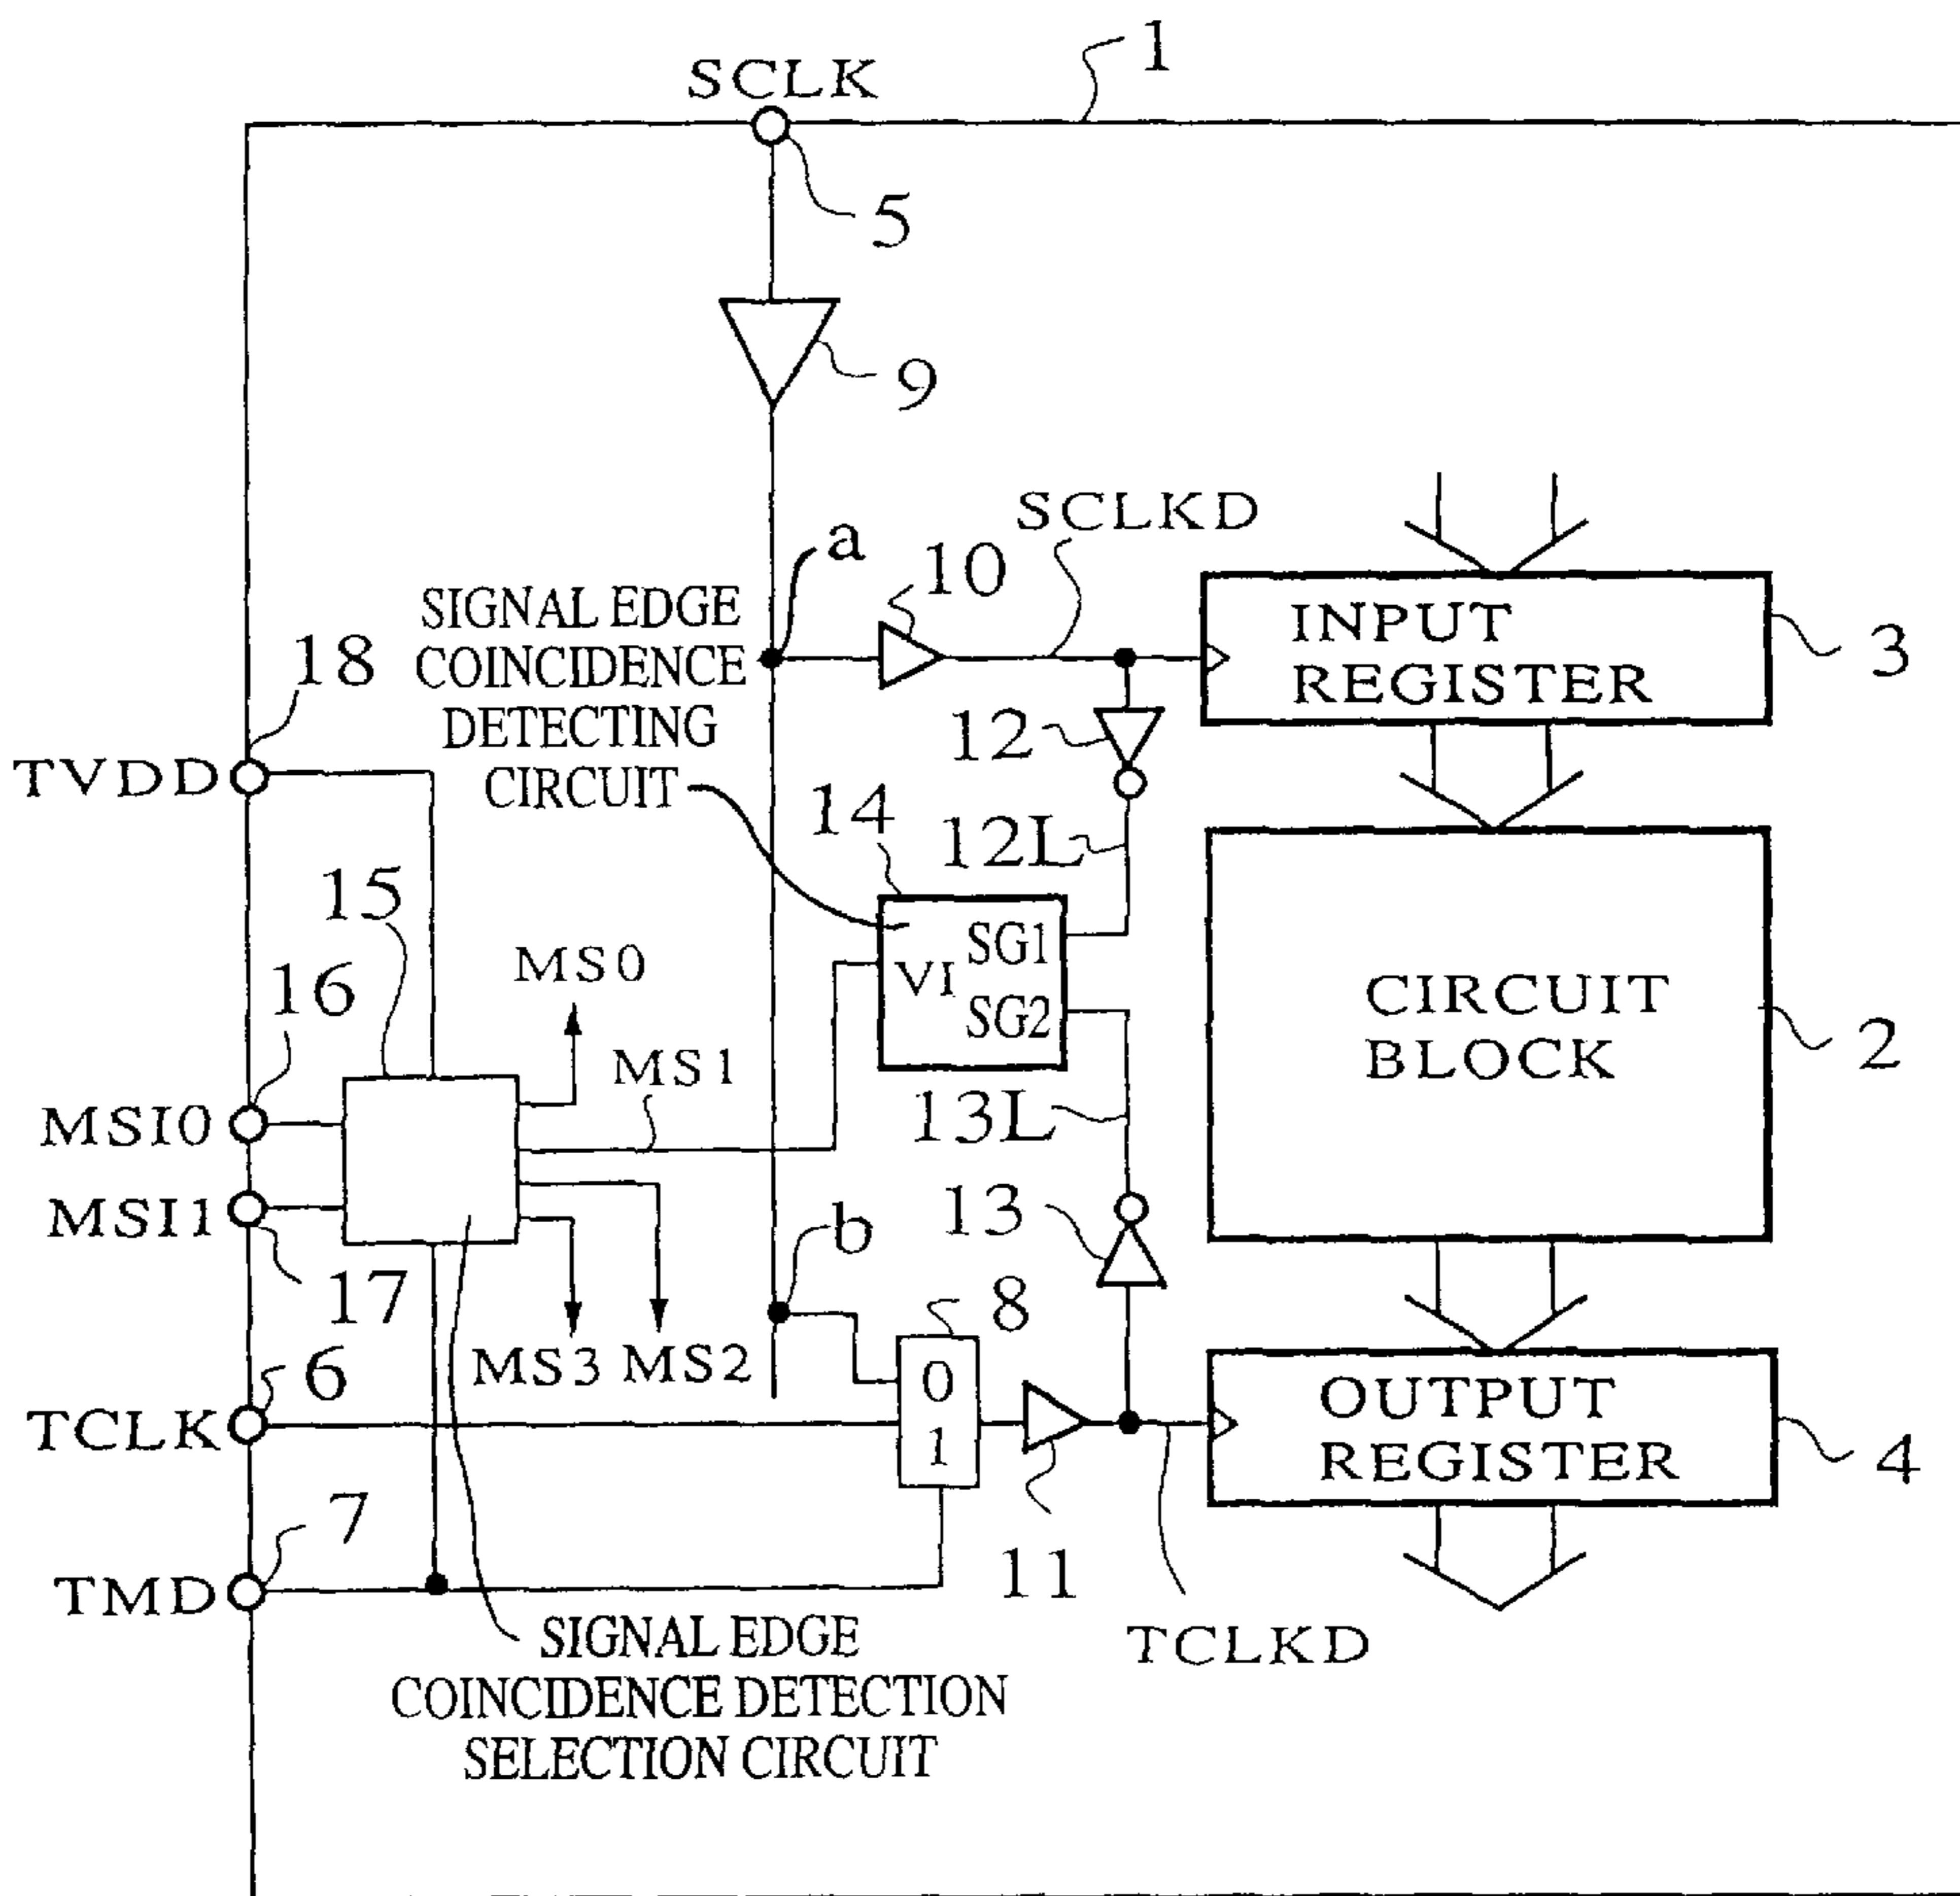 1
SCLK
5
9
SCLKD
a
10
SIGNAL EDGE
COINCIDENCE
DETECTING
CIRCUIT
INPUT
REGISTER
3
18
12
TVDD
14
12L
15
SG1
VI
SG2
MS0
16
CIRCUIT
BLOCK
2
MS1
13L
MSI0
13
MSI1
b
17
8
MS3
MS2
6
0
1
OUTPUT
REGISTER
TCLK
4
7
11
TMD
TCLKD
SIGNAL EDGE
COINCIDENCE DETECTION
SELECTION CIRCUIT